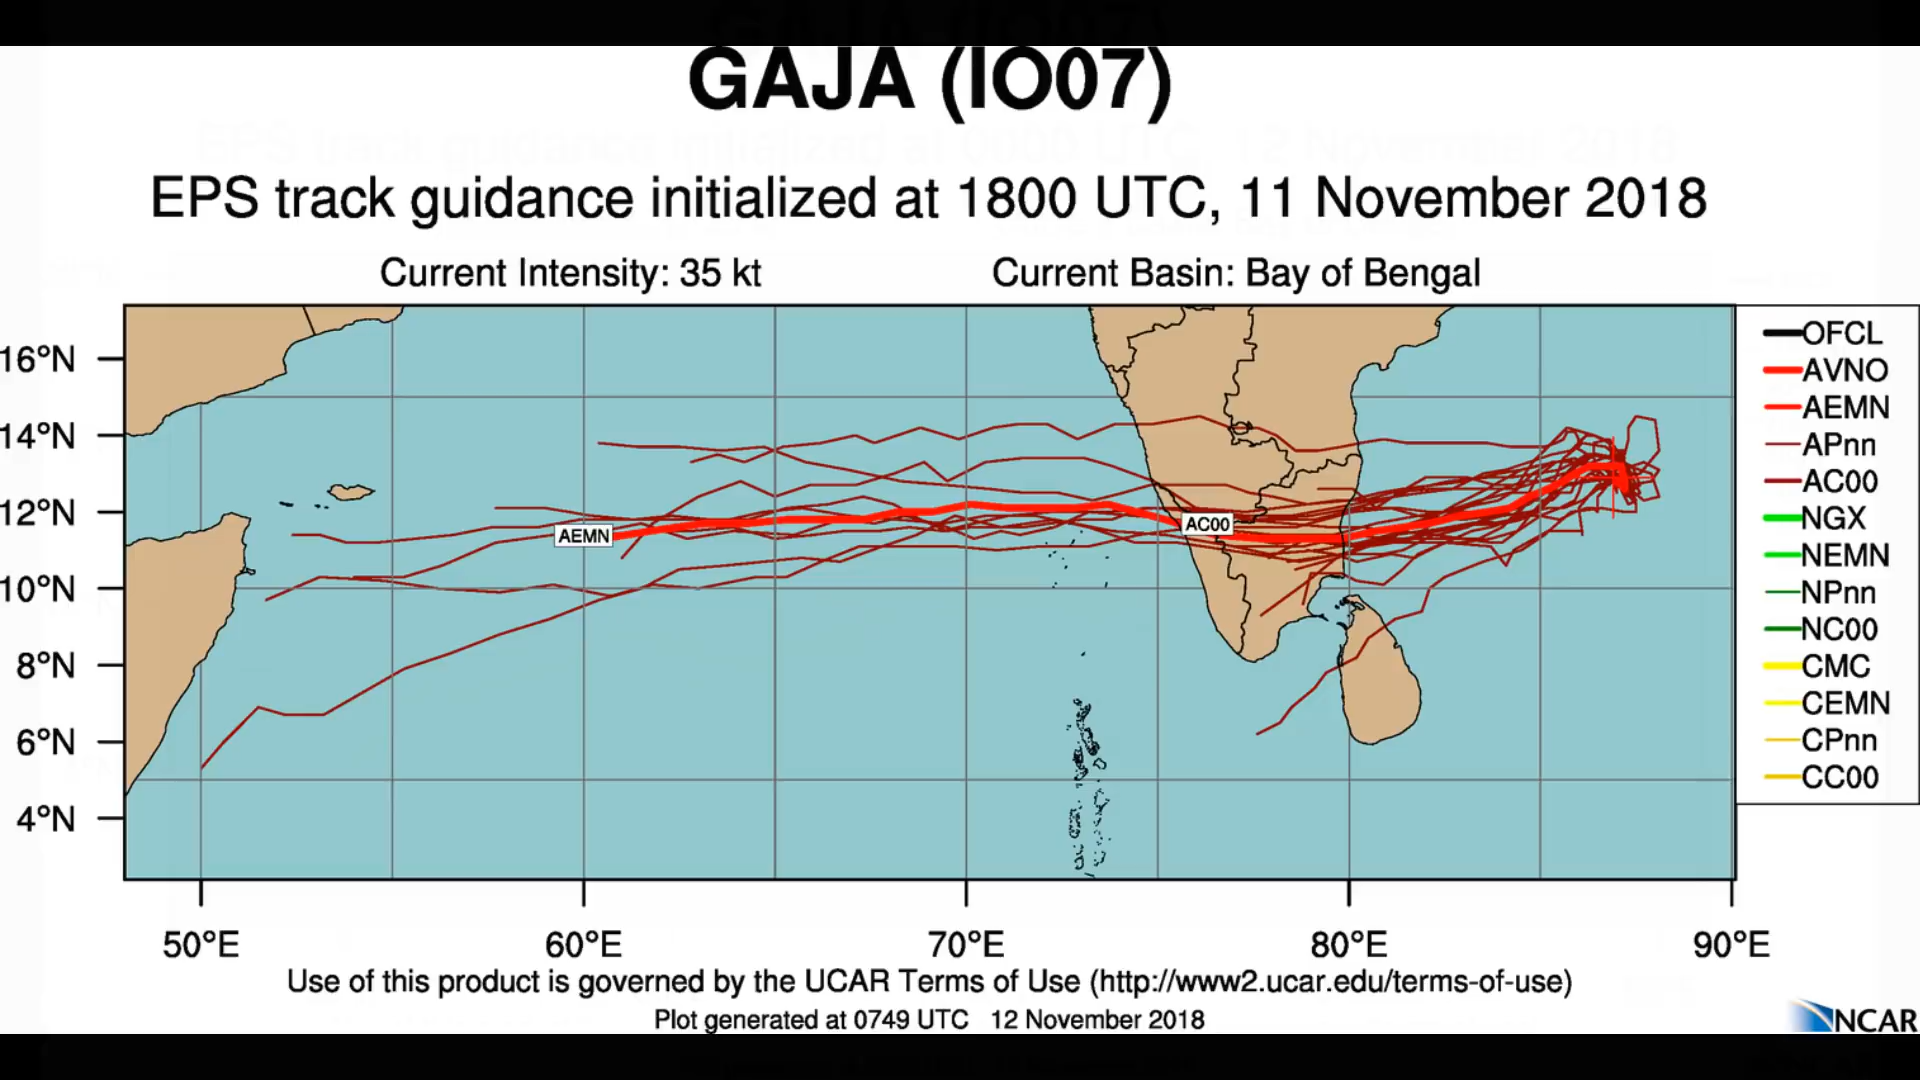 GAJA (IO07)
EPS track guidance initialized at 1800 UTC, 11 November 2018
Current Intensity: 35 kt Current Basin: Bay of Bengal
16°N
14°N
12°N
10°N
8°N
6°N
4°N
AEMN
AC00
OFCL
AVNO
AEMN
APnn
AC00
NGX
NEMN
NPnn
NC00
CMC
CEMN
CPnn
CC00
50°E 60°E 70°E 80°E 90°E
Use of this product is governed by the UCAR Terms of Use (http://www2.ucar.edu/terms-of-use)
Plot generated at 0749 UTC 12 November 2018
NCAR